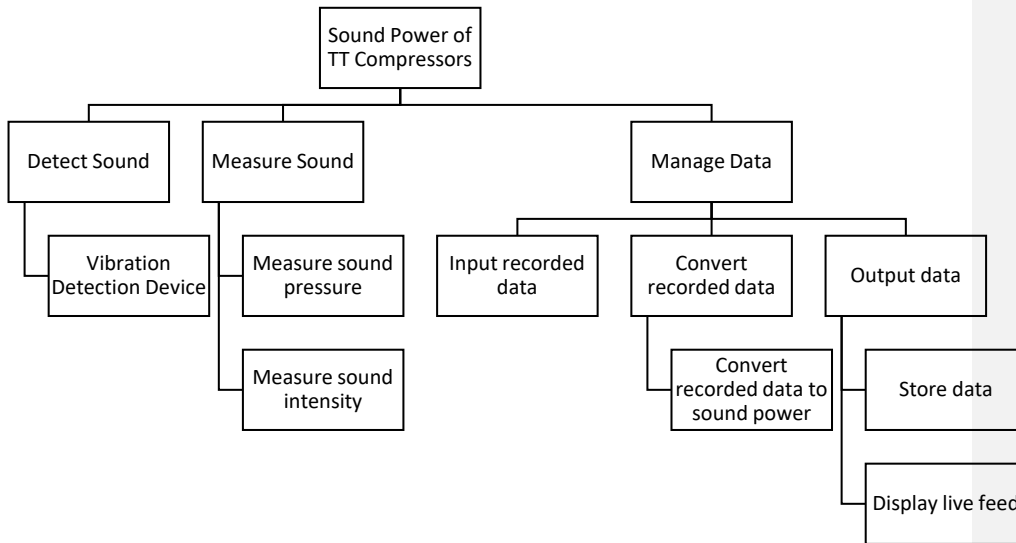 Sound Power of
TT Compressors
Detect Sound
Measure Sound
Manage Data
Vibration
Detection Device
Measure sound
pressure
Measure sound
intensity
Input recorded
data
Convert
recorded data
Convert
recorded data to
sound power
Output data
Store data
Display live feed